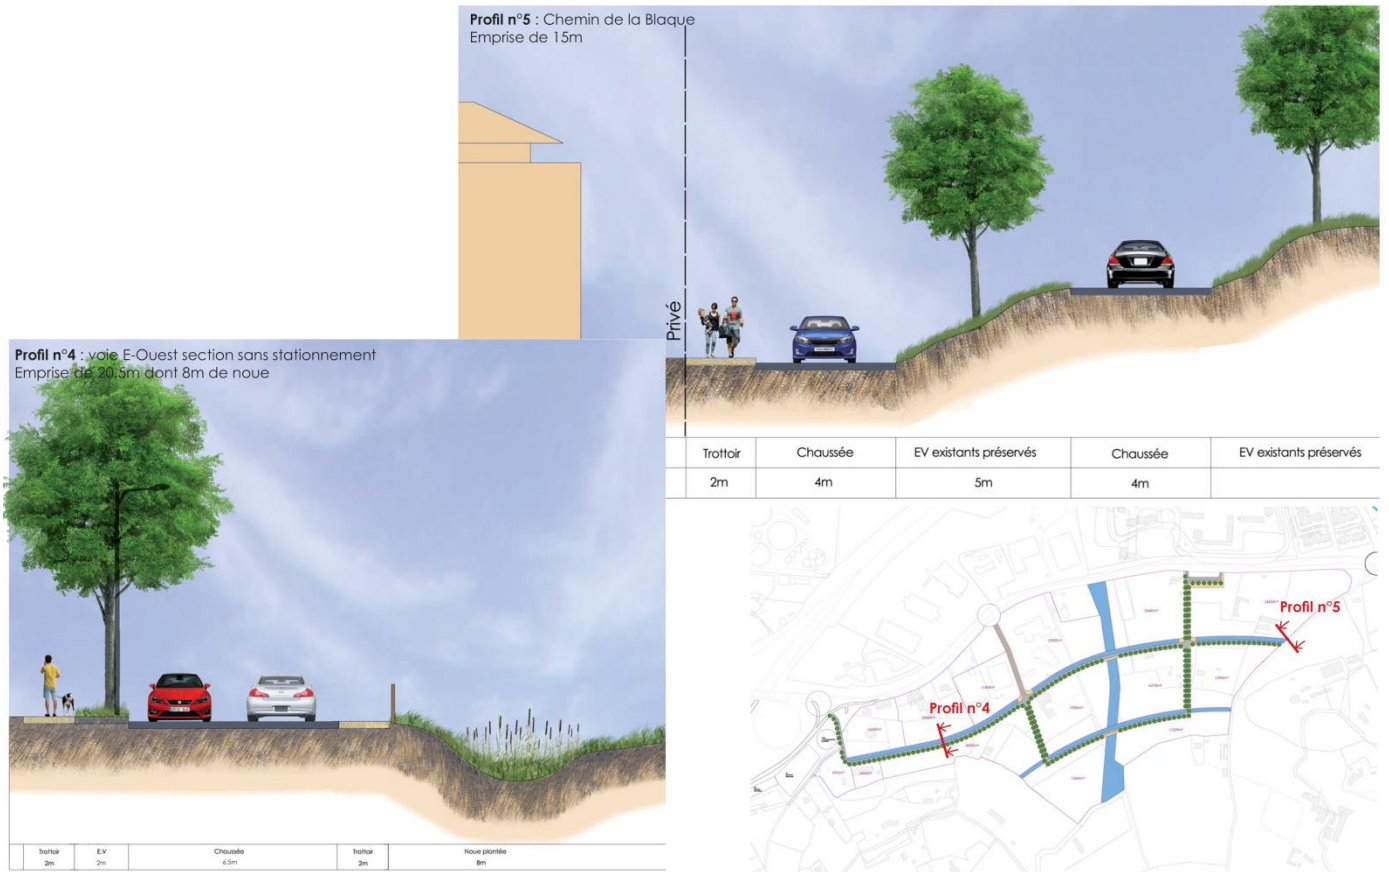 Profil n°5 : Chemin de la Blaque
Emprise de 15m
Privé
Trottoir Chaussée EV existants préservés Chaussée EV existants préservés
2m 4m 5m 4m
Profil n°4 : voie E-Ouest section sans stationnement
Emprise de 20.5m dont 8m de noue
Trottoir E.V Chaussée Trottoir Noue plantée
2m 2m 6.5m 2m 8m
Profil n°5
Profil n°4